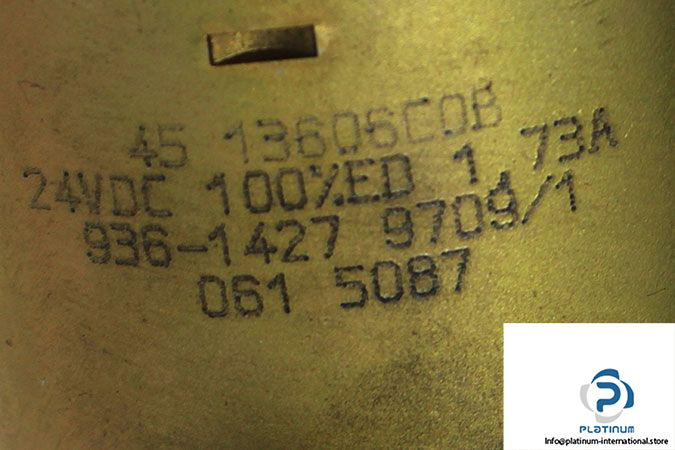 45 13606C0B
24VDC 100%ED 1,73A
936-1427 9709/1
061 5087
PLATINUM
Info@platinum-international.store